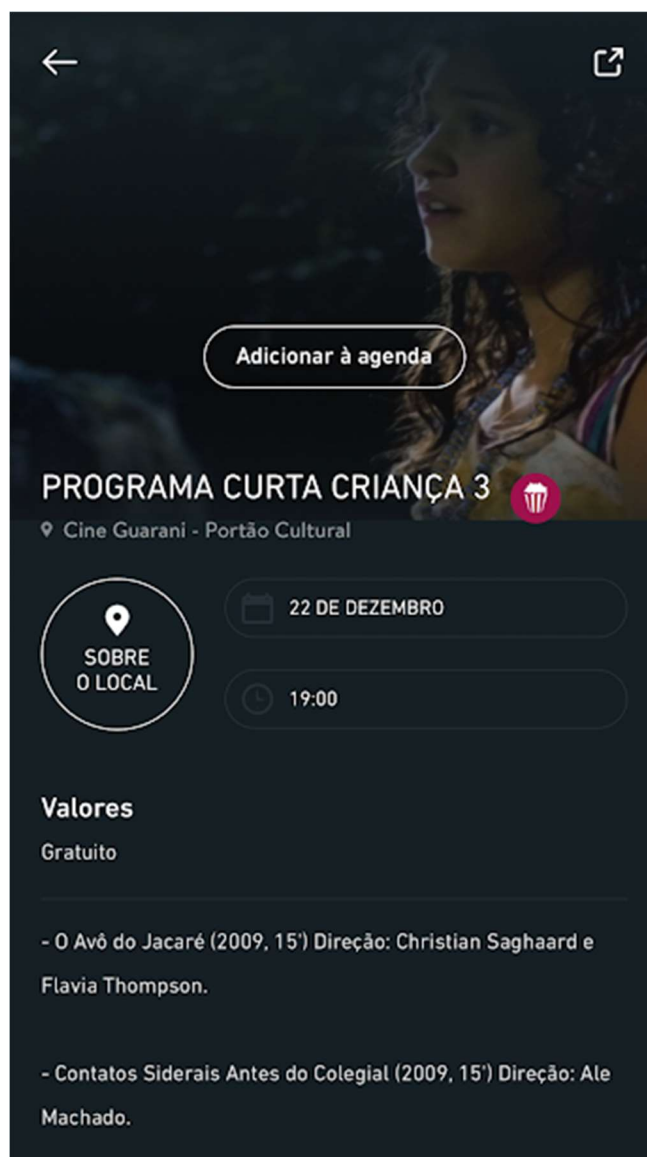 Adicionar à agenda
PROGRAMA CURTA CRIANÇA 3
Cine Guarani - Portão Cultural
SOBRE
O LOCAL
22 DE DEZEMBRO
19:00
Valores
Gratuito
- O Avô do Jacaré (2009, 15') Direção: Christian Saghaard e
Flavia Thompson.
- Contatos Siderais Antes do Colegial (2009, 15') Direção: Ale
Machado.